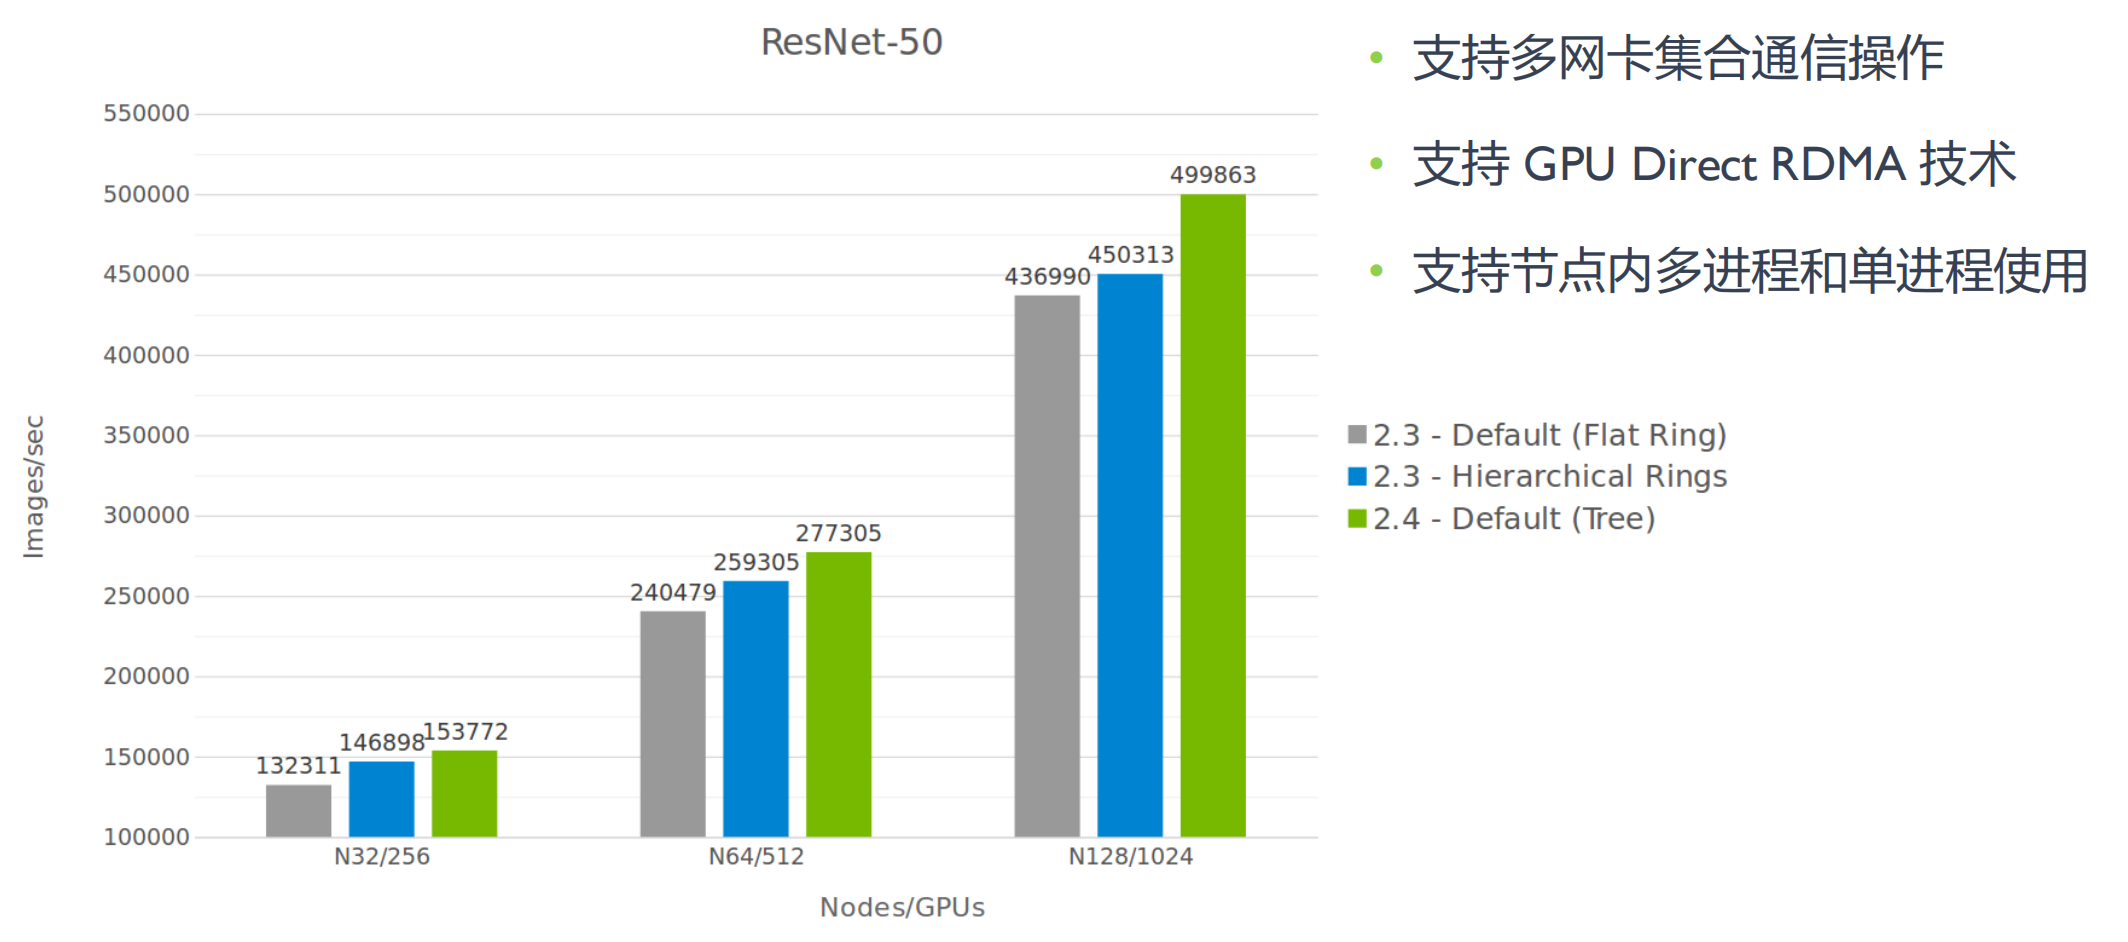 ResNet-50
550000
500000
450000
400000
350000
300000
250000
200000
150000
100000
Images/sec
132311
146898
153772
240479
259305
277305
436990
450313
499863
N32/256
N64/512
N128/1024
Nodes/GPUs
• 支持多网卡集合通信操作
• 支持 GPU Direct RDMA 技术
• 支持节点内多进程和单进程使用
2.3 - Default (Flat Ring)
2.3 - Hierarchical Rings
2.4 - Default (Tree)